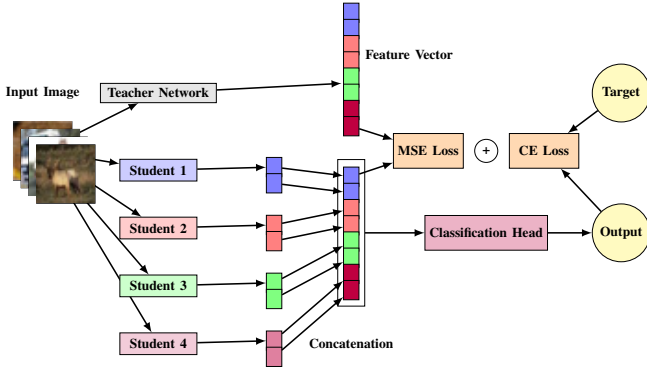 Feature Vector
Input Image
Teacher Network
Target
MSE Loss
+
CE Loss
Student 1
Student 2
Classification Head
Output
Student 3
Student 4
Concatenation